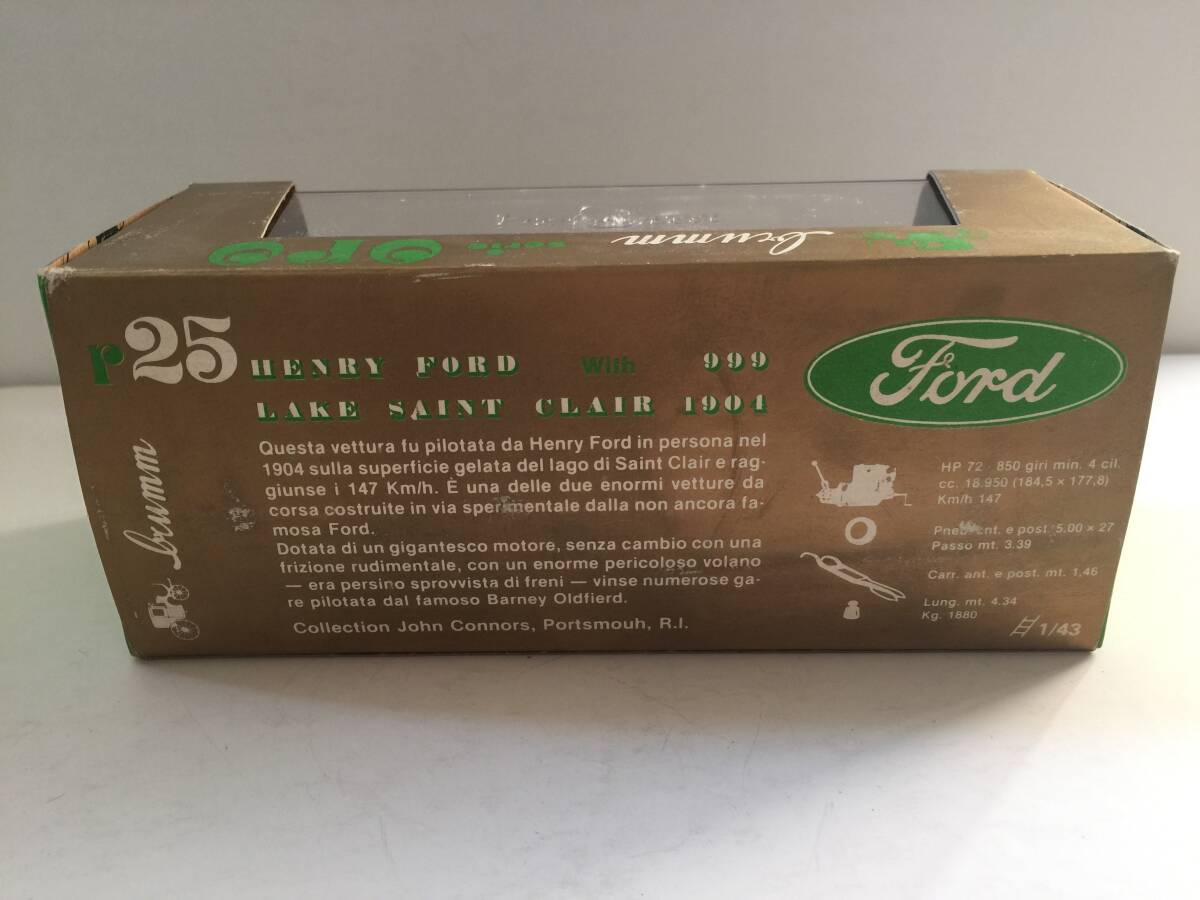 brumm
serie
oro
r25
HENRY FORD With 999
LAKE SAINT CLAIR 1904
Questa vettura fu pilotata da Henry Ford in persona nel
1904 sulla superficie gelata del lago di Saint Clair e rag-
giunse i 147 Km/h. È una delle due enormi vetture da
corsa costruite in via sperimentale dalla non ancora fa-
mosa Ford.
Dotata di un gigantesco motore, senza cambio con una
frizione rudimentale, con un enorme pericoloso volano
— era persino sprovvista di freni — vinse numerose ga-
re pilotata dal famoso Barney Oldfierd.
Collection John Connors, Portsmouh, R.I.
brumm
Ford
HP 72 - 850 giri min. 4 cil.
cc. 18.950 (184,5 × 177,8)
Km/h 147
Pneu. ant. e post. 5.00 × 27
Passo mt. 3.39
Carr. ant. e post. mt. 1,46
Lung. mt. 4.34
Kg. 1880
1/43